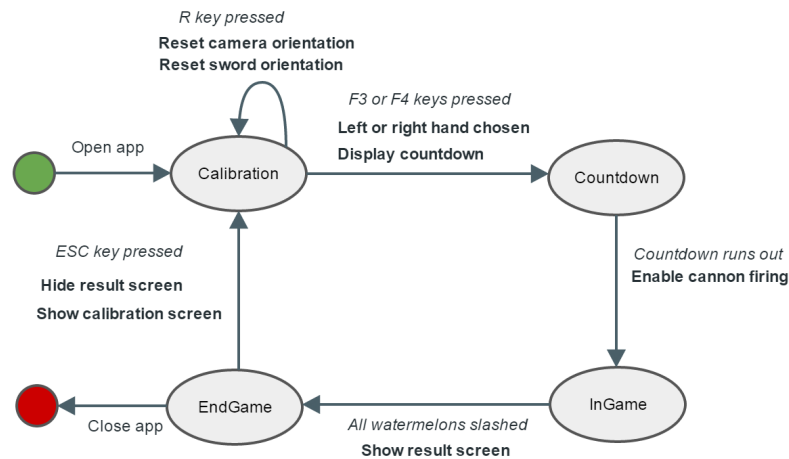 R key pressed
Reset camera orientation
Reset sword orientation
F3 or F4 keys pressed
Left or right hand chosen
Display countdown
Open app
Calibration
Countdown
ESC key pressed
Hide result screen
Show calibration screen
Countdown runs out
Enable cannon firing
EndGame
InGame
Close app
All watermelons slashed
Show result screen